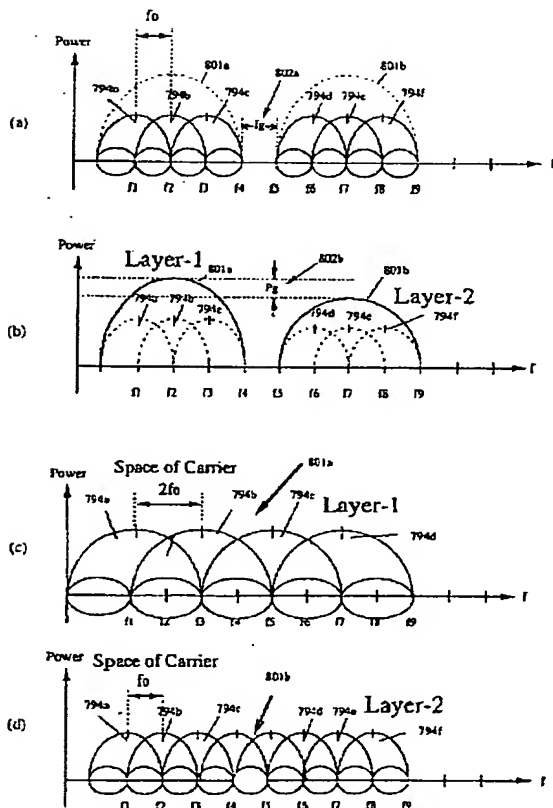 fo
Power
801a
802a
801b
794a
794b
794c
794d
794e
794f
(a)
fg
f1 f2 f3 f4 f5 f6 f7 f8 f9
f
Power
Layer-1
801a
802b
Pg
801b
Layer-2
794a
794b
794c
794d
794e
794f
(b)
f1 f2 f3 f4 f5 f6 f7 f8 f9
f
Space of Carrier
801a
Power
794a
2fo
794b
794c
Layer-1
794d
(c)
f1 f2 f3 f4 f5 f6 f7 f8 f9
f
Power
Space of Carrier
fo
801b
794a
794b
794c
794d
794e
Layer-2
794f
(d)
f1 f2 f3 f4 f5 f6 f7 f8 f9
f